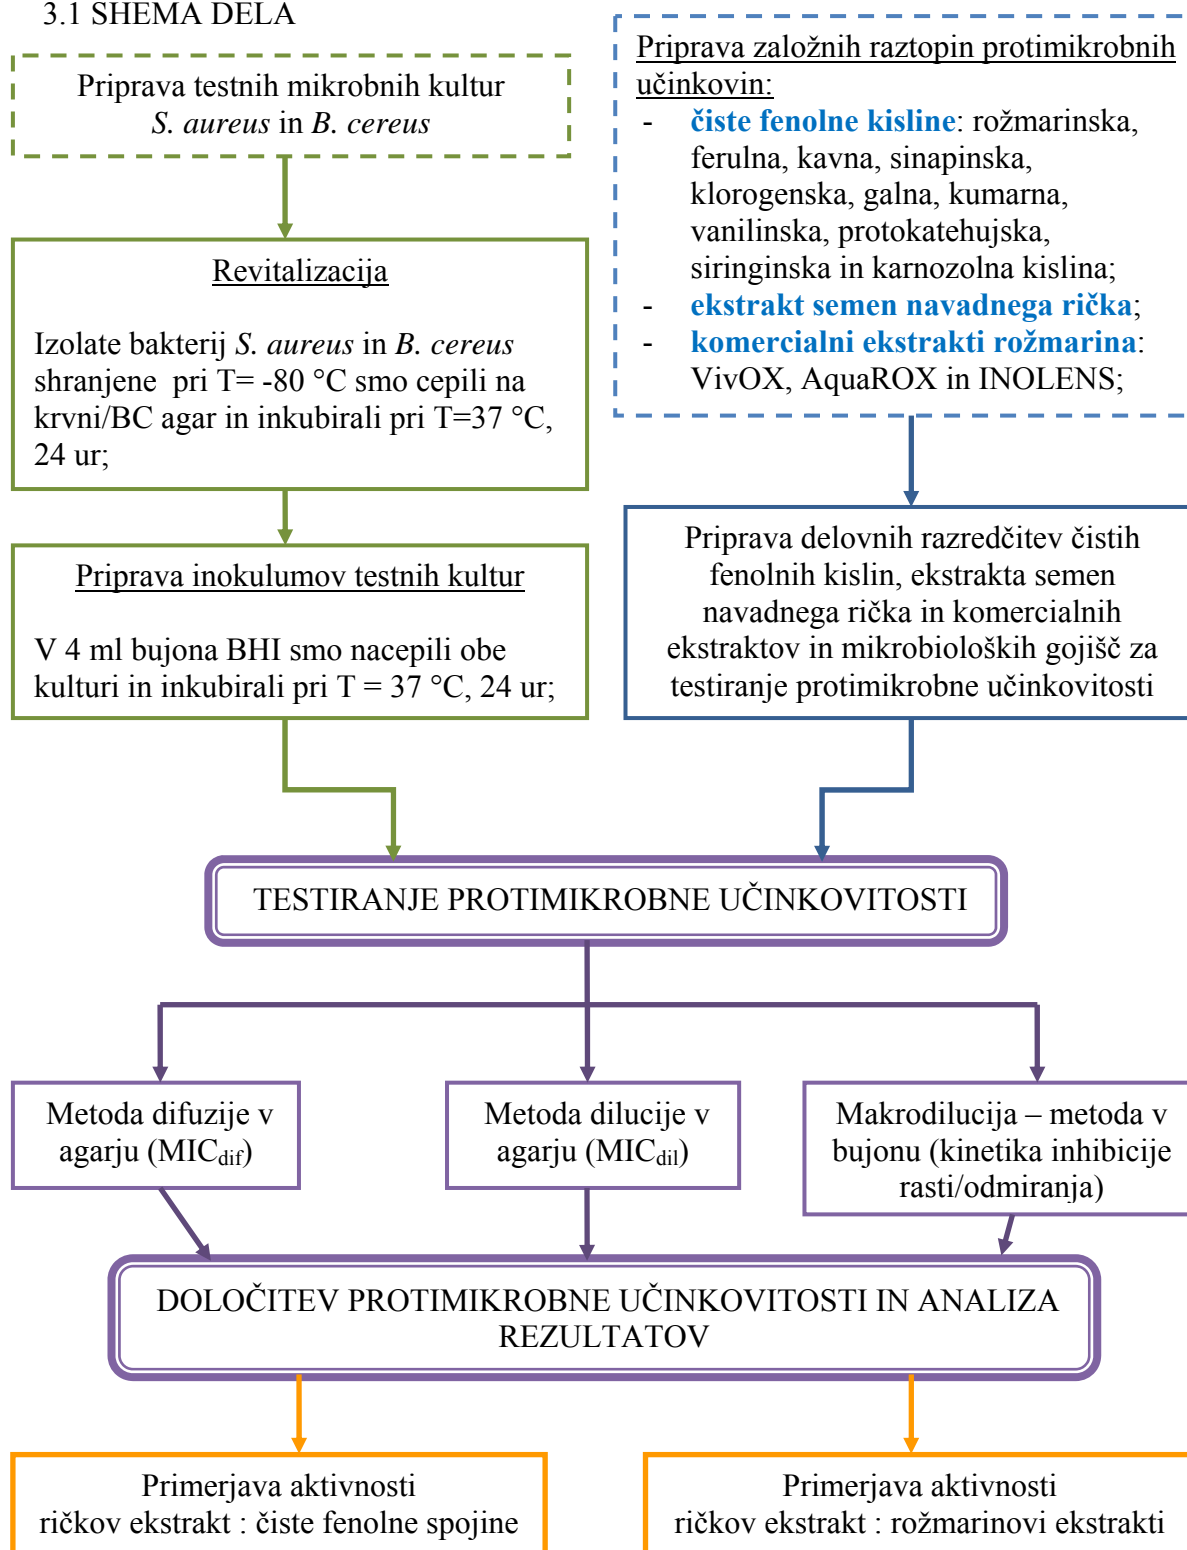 3.1 SHEMA DELA
Priprava testnih mikrobnih kultur
S. aureus in B. cereus
Revitalizacija
Izolate bakterij S. aureus in B. cereus
shranjene pri T= -80 °C smo cepili na
krvni/BC agar in inkubirali pri T=37 °C,
24 ur;
Priprava inokulumov testnih kultur
V 4 ml bujona BHI smo nacepili obe
kulturi in inkubirali pri T = 37 °C, 24 ur;
Priprava založnih raztopin protimikrobnih
učinkovin:
- čiste fenolne kisline: rožmarinska,
ferulna, kavna, sinapinska,
klorogenska, galna, kumarna,
vanilinska, protokatehujska,
siringinska in karnozolna kislina;
- ekstrakt semen navadnega rička;
- komercialni ekstrakti rožmarina:
VivOX, AquaROX in INOLENS;
Priprava delovnih razredčitev čistih
fenolnih kislin, ekstrakta semen
navadnega rička in komercialnih
ekstraktov in mikrobioloških gojišč za
testiranje protimikrobne učinkovitosti
TESTIRANJE PROTIMIKROBNE UČINKOVITOSTI
Metoda difuzije v
agarju (MICdif)
Metoda dilucije v
agarju (MICdil)
Makrodilucija – metoda v
bujonu (kinetika inhibicije
rasti/odmiranja)
DOLOČITEV PROTIMIKROBNE UČINKOVITOSTI IN ANALIZA
REZULTATOV
Primerjava aktivnosti
ričkov ekstrakt : čiste fenolne spojine
Primerjava aktivnosti
ričkov ekstrakt : rožmarinovi ekstrakti